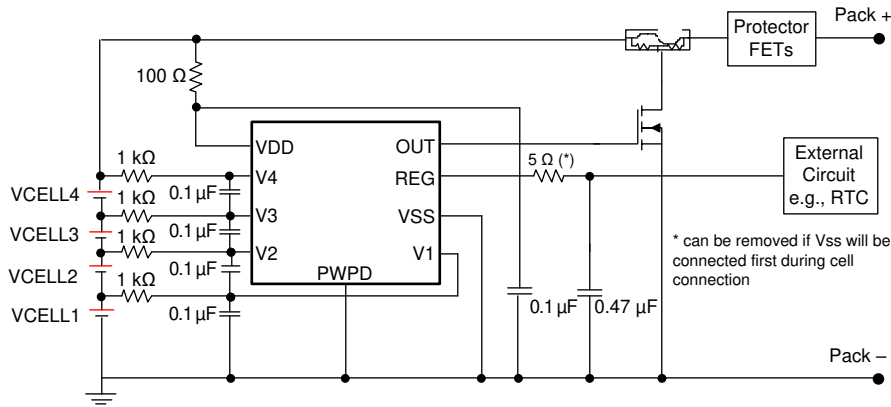 Pack +
Protector
FETs
100 Ω
VDD
OUT
1 kΩ
5 Ω (*)
External
Circuit
e.g., RTC
V4
REG
VCELL4
0.1 µF
1 kΩ
V3
VSS
VCELL3
0.1 µF
1 kΩ
V2
V1
* can be removed if Vss will be
connected first during cell
connection
VCELL2
0.1 µF
1 kΩ
PWPD
VCELL1
0.1 µF
0.1 µF
0.47 µF
Pack –